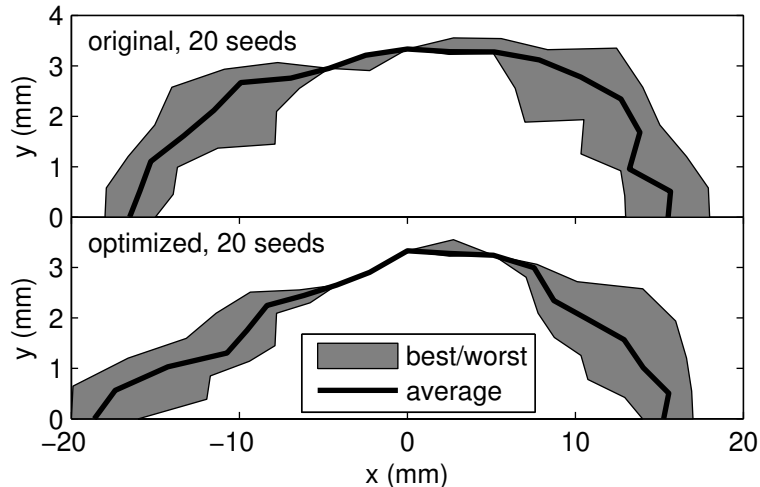 4
3
2
1
0
y (mm)
original, 20 seeds
3
2
1
0
y (mm)
optimized, 20 seeds
best/worst
average
−20
−10
0
10
20
x (mm)